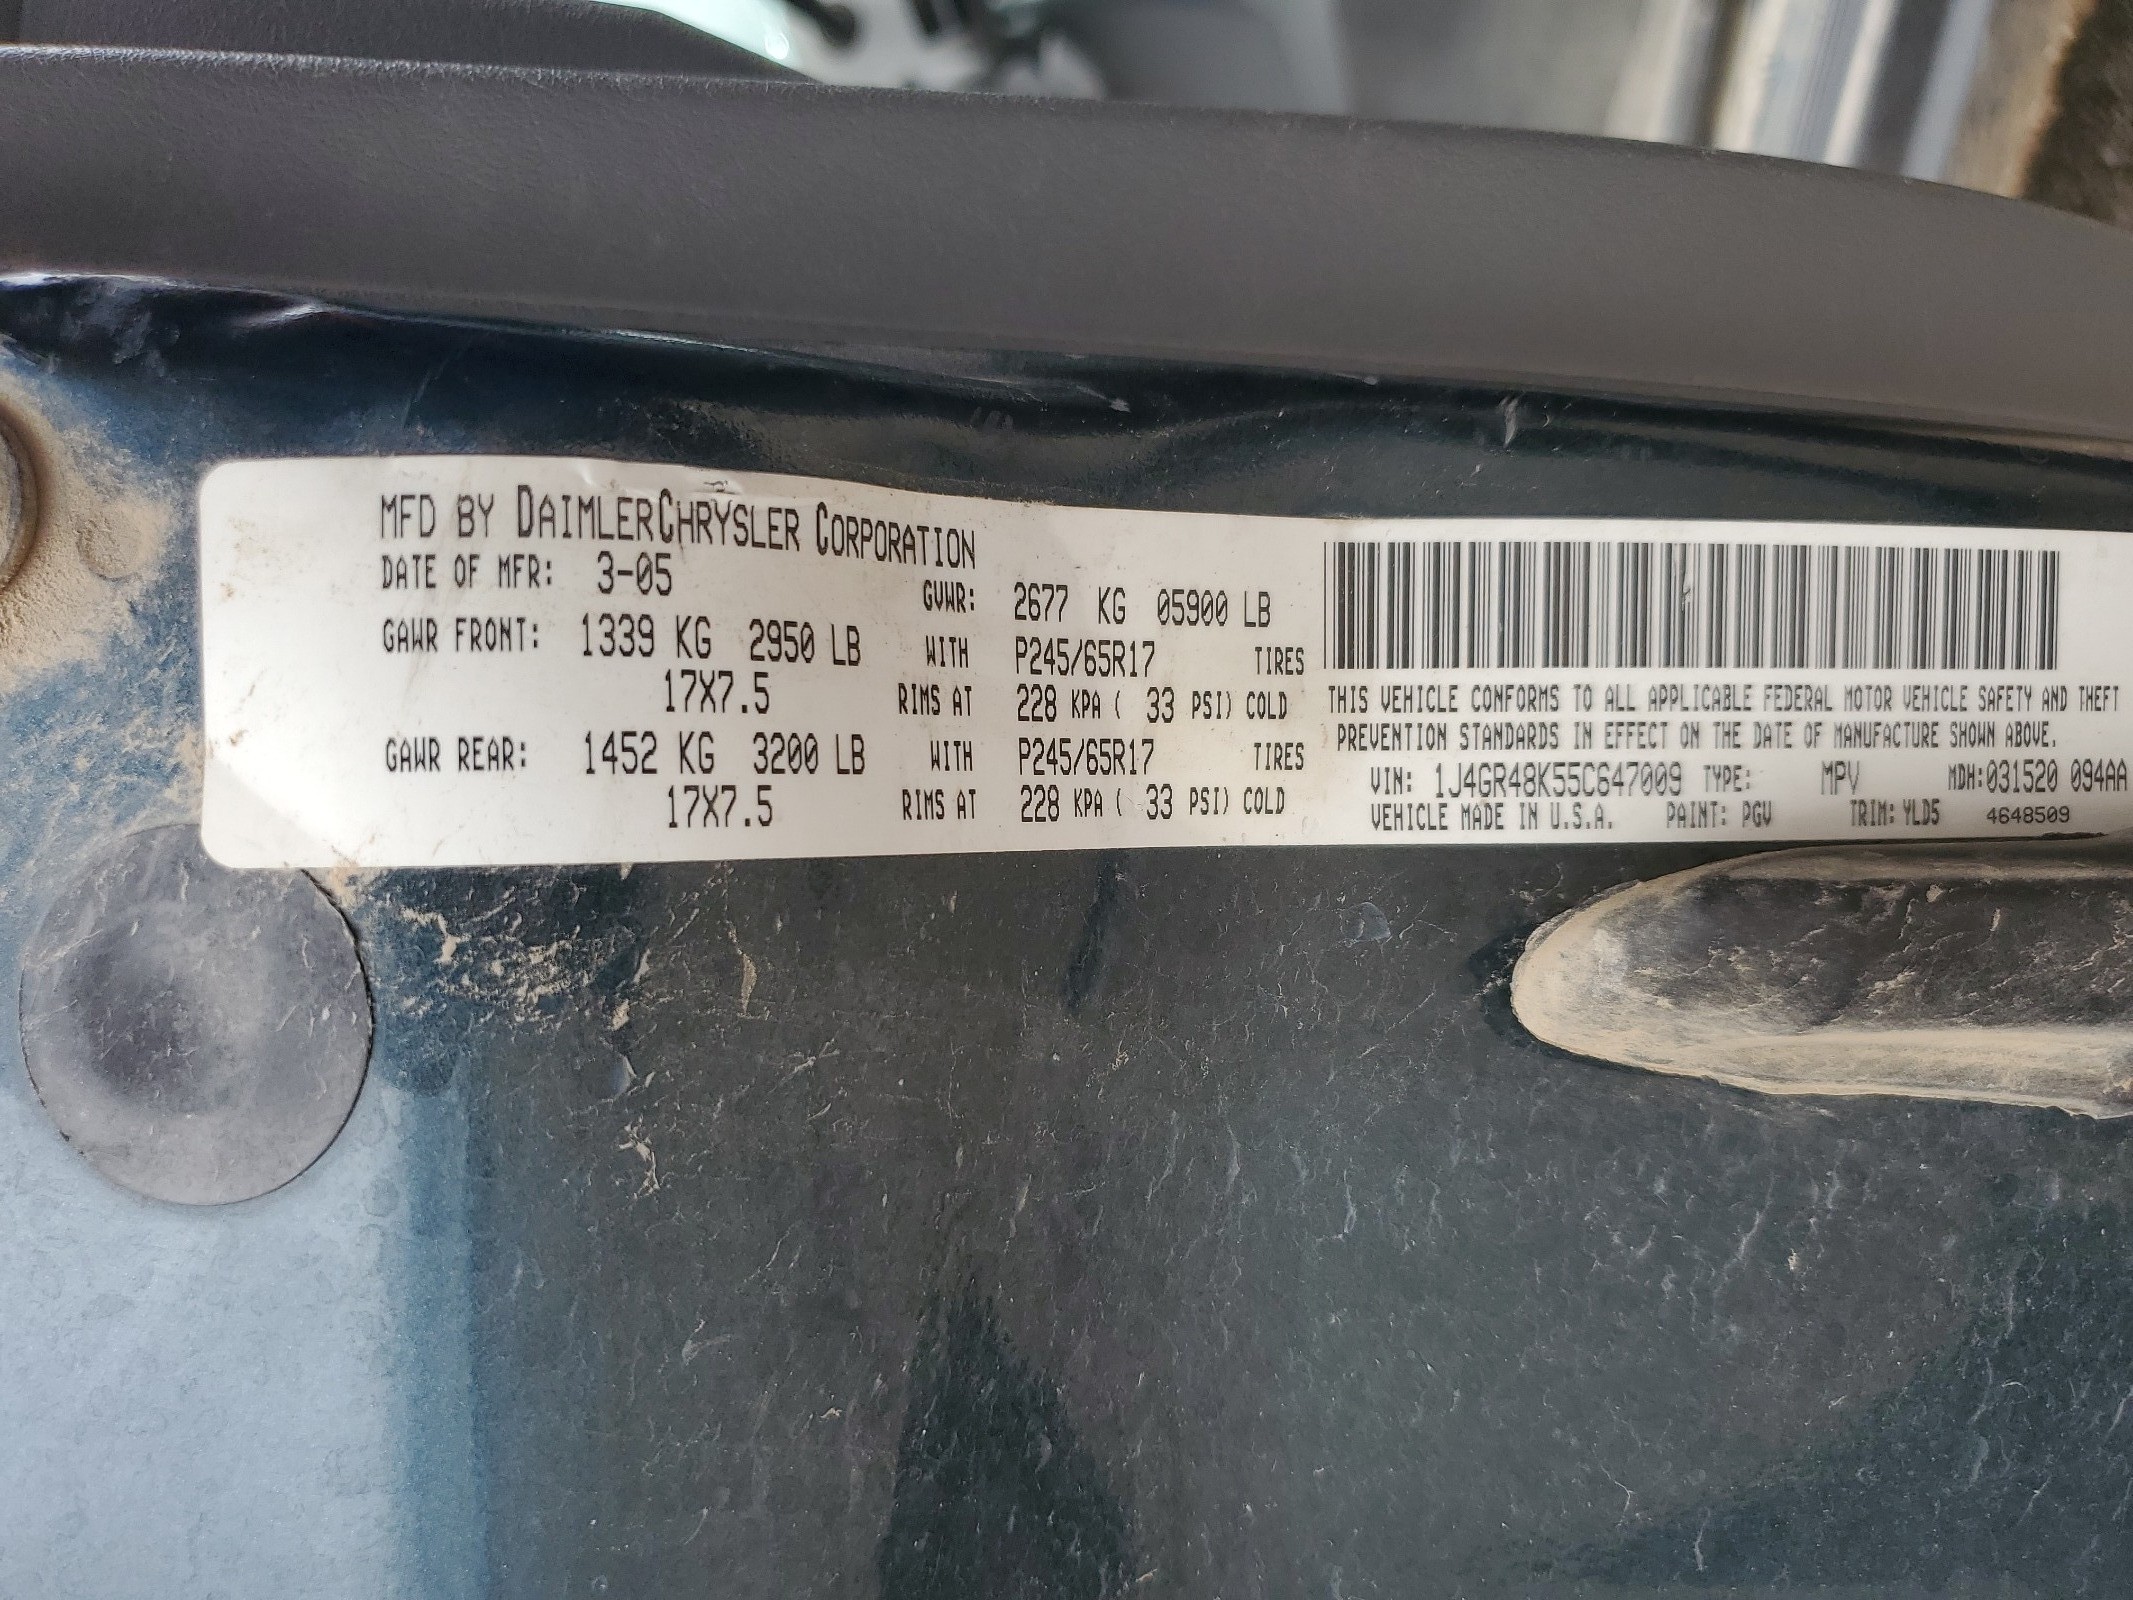 MFD BY DAIMLERCHRYSLER CORPORATION
DATE OF MFR: 3-05 GVWR: 2677 KG 05900 LB
GAWR FRONT: 1339 KG 2950 LB WITH P245/65R17 TIRES
17X7.5 RIMS AT 228 KPA ( 33 PSI) COLD
GAWR REAR: 1452 KG 3200 LB WITH P245/65R17 TIRES
17X7.5 RIMS AT 228 KPA ( 33 PSI) COLD
THIS VEHICLE CONFORMS TO ALL APPLICABLE FEDERAL MOTOR VEHICLE SAFETY AND THEFT
PREVENTION STANDARDS IN EFFECT ON THE DATE OF MANUFACTURE SHOWN ABOVE.
VIN: 1J4GR48K55C647009 TYPE: MPV MDH:031520 094AA
VEHICLE MADE IN U.S.A. PAINT: PGV TRIM: YLD5 4648509